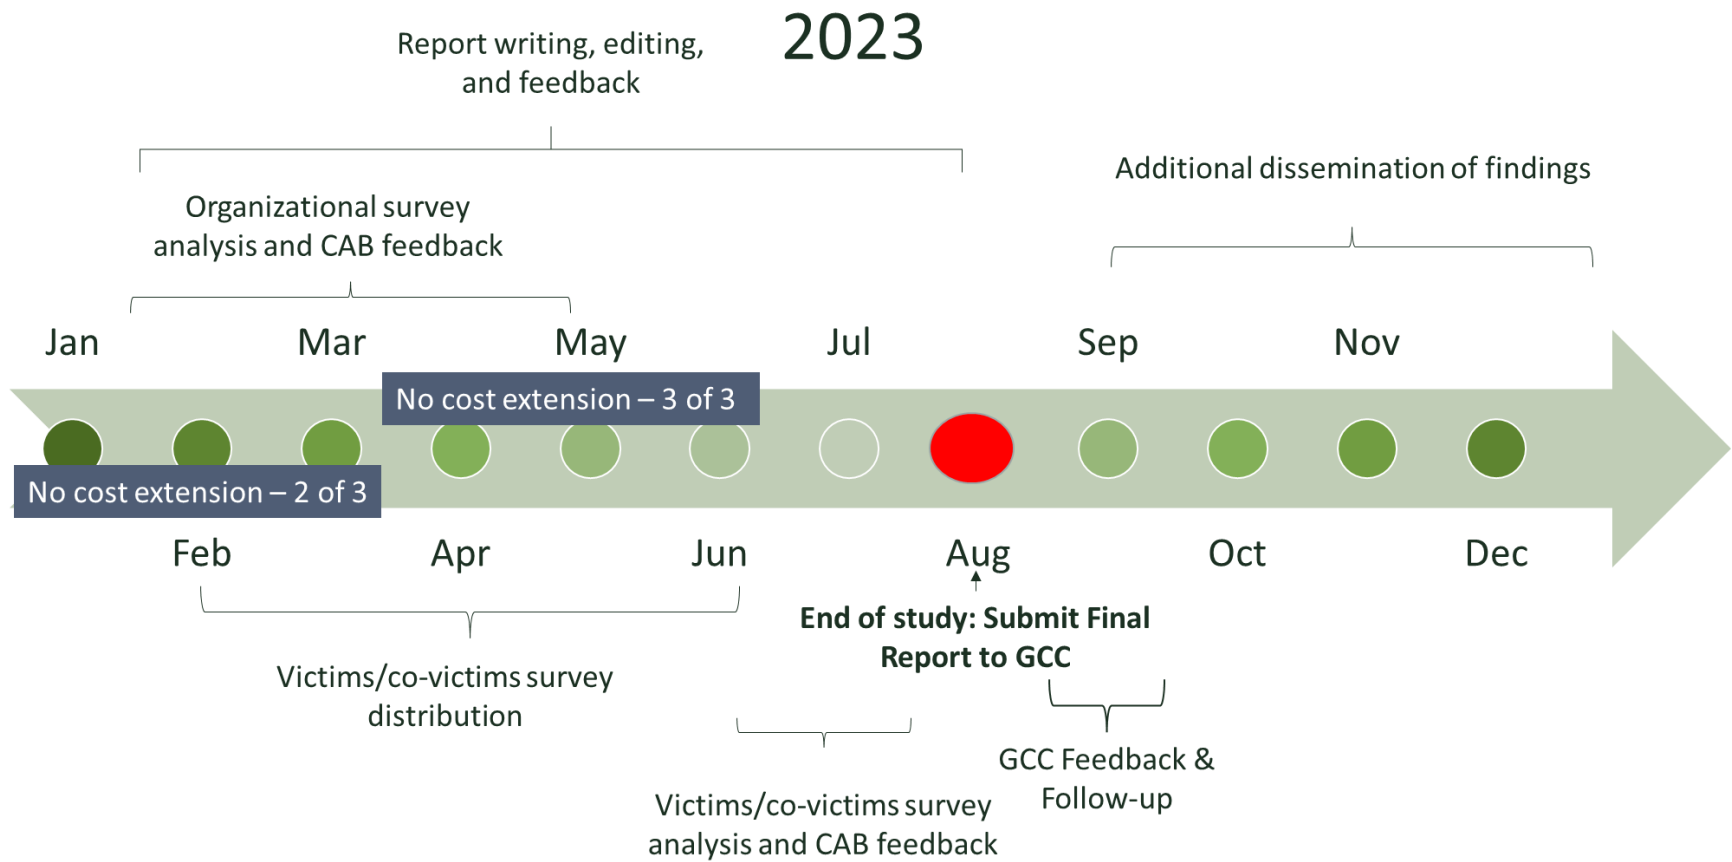 2023
Report writing, editing,
and feedback
Additional dissemination of findings
Organizational survey
analysis and CAB feedback
Jan
Mar
May
Jul
Sep
Nov
No cost extension – 3 of 3
No cost extension – 2 of 3
Feb
Apr
Jun
Aug
Oct
Dec
End of study: Submit Final
Report to GCC
Victims/co-victims survey
distribution
GCC Feedback &
Follow-up
Victims/co-victims survey
analysis and CAB feedback